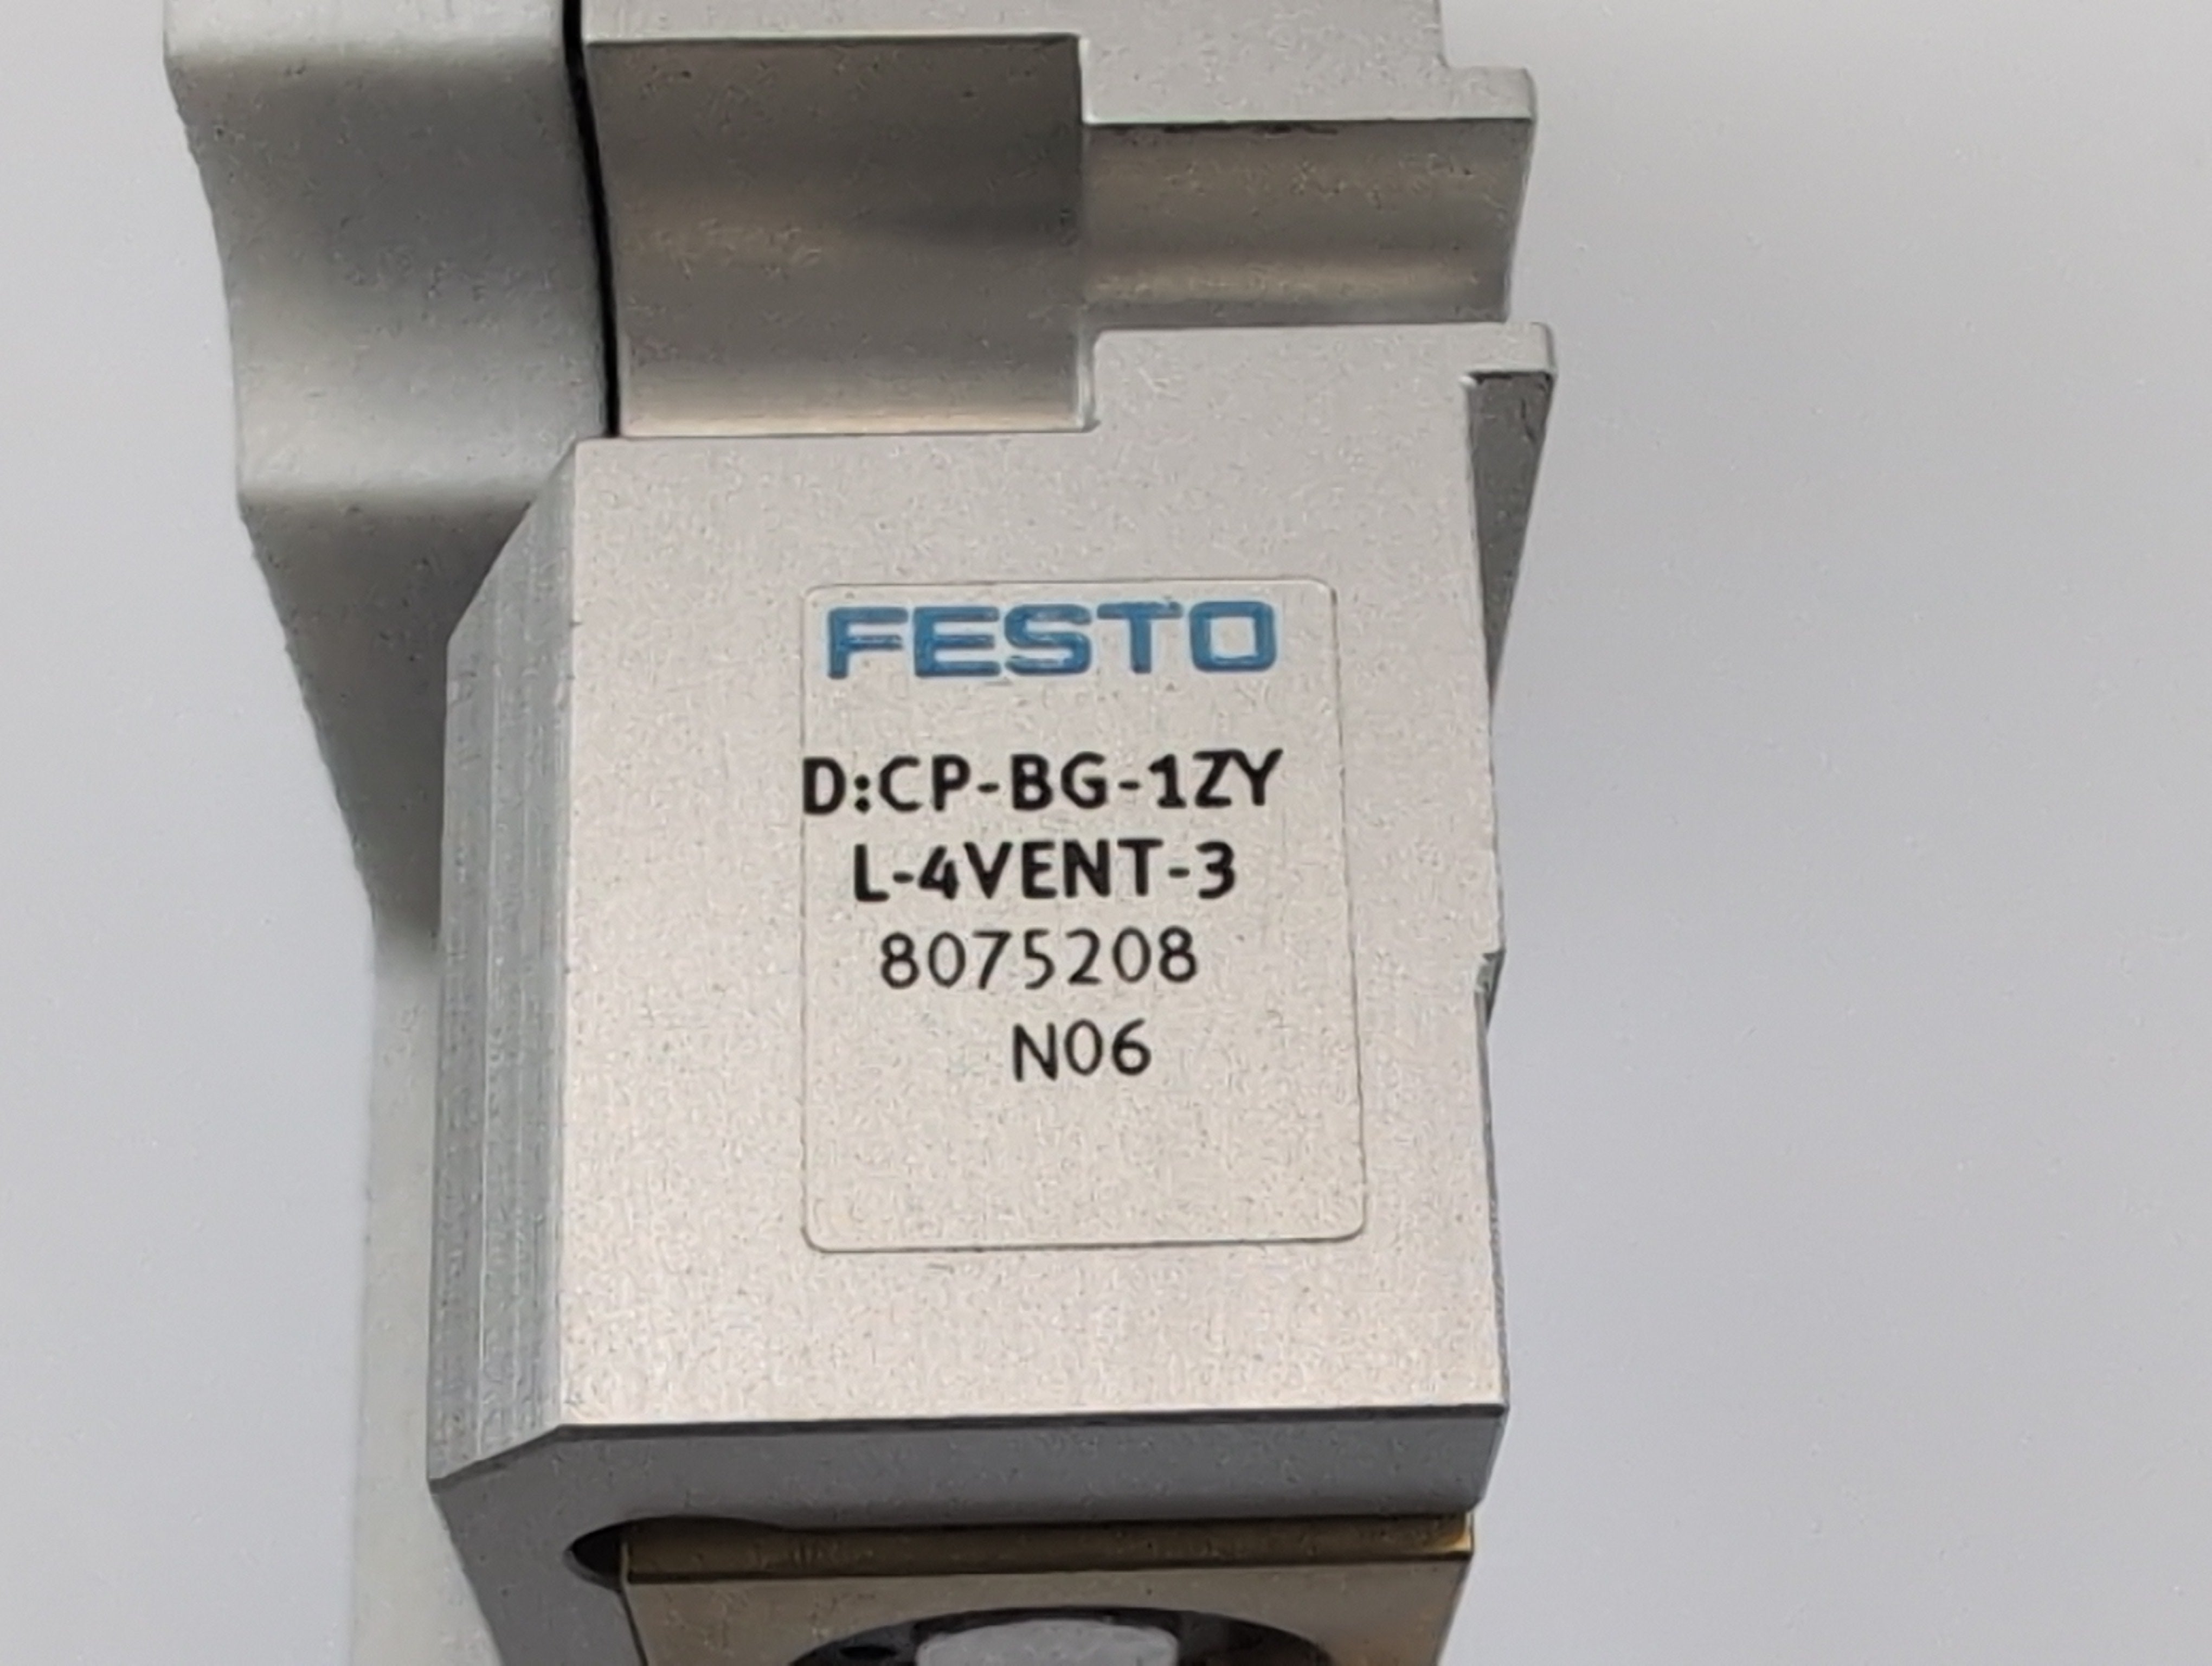 FESTO
D:CP-BG-1ZY
L-4VENT-3
8075208
N06